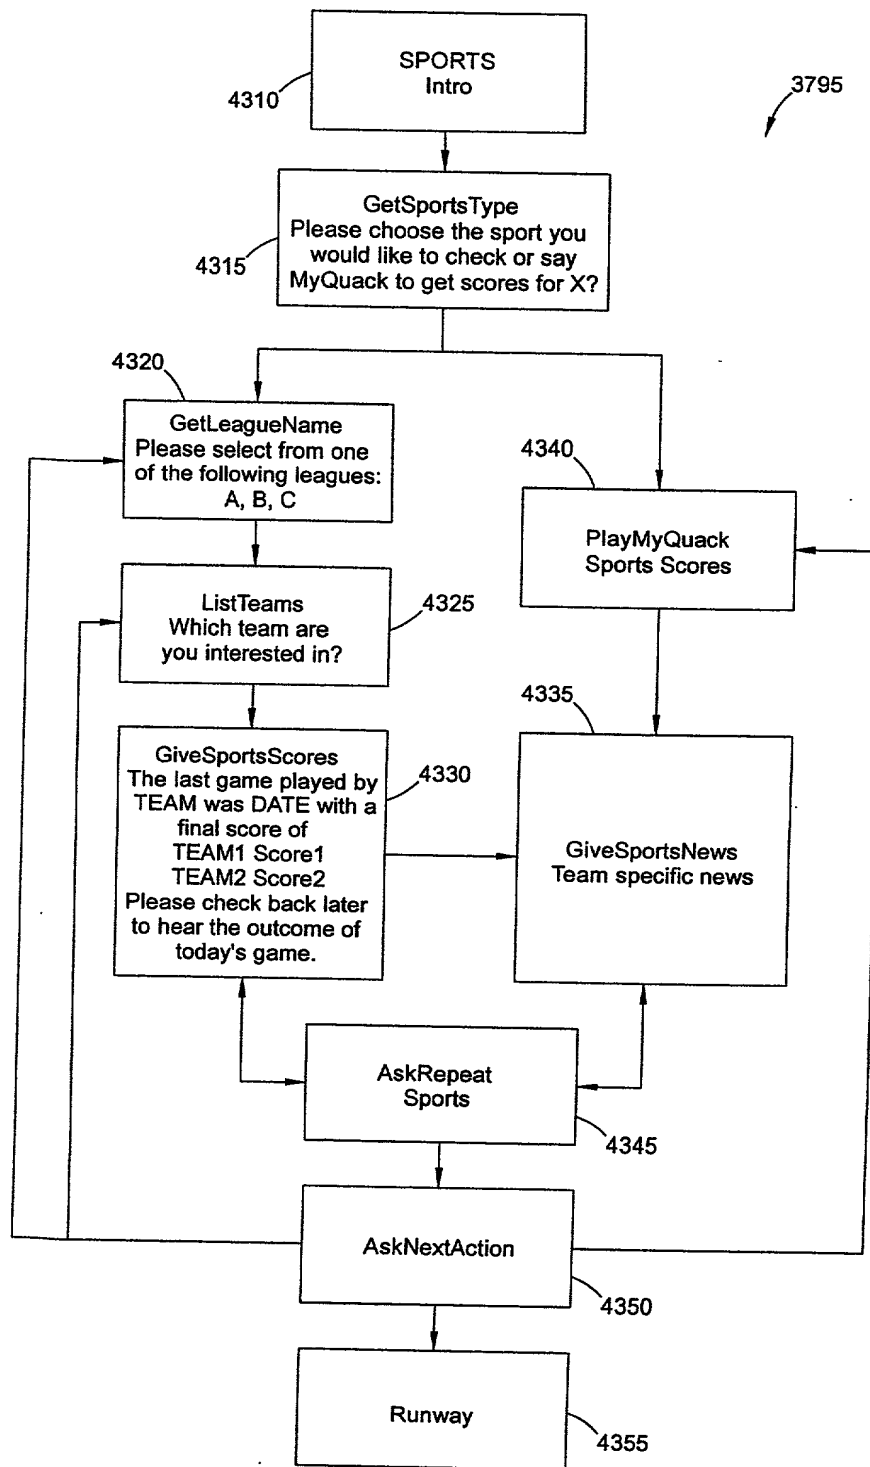 SPORTS
Intro
4310
3795
GetSportsType
Please choose the sport you
would like to check or say
MyQuack to get scores for X?
4315
4320
GetLeagueName
Please select from one
of the following leagues:
A, B, C
4340
PlayMyQuack
Sports Scores
ListTeams
Which team are
you interested in?
4325
4335
GiveSportsScores
The last game played by
TEAM was DATE with a
final score of
TEAM1 Score1
TEAM2 Score2
Please check back later
to hear the outcome of
today's game.
4330
GiveSportsNews
Team specific news
AskRepeat
Sports
4345
AskNextAction
4350
Runway
4355